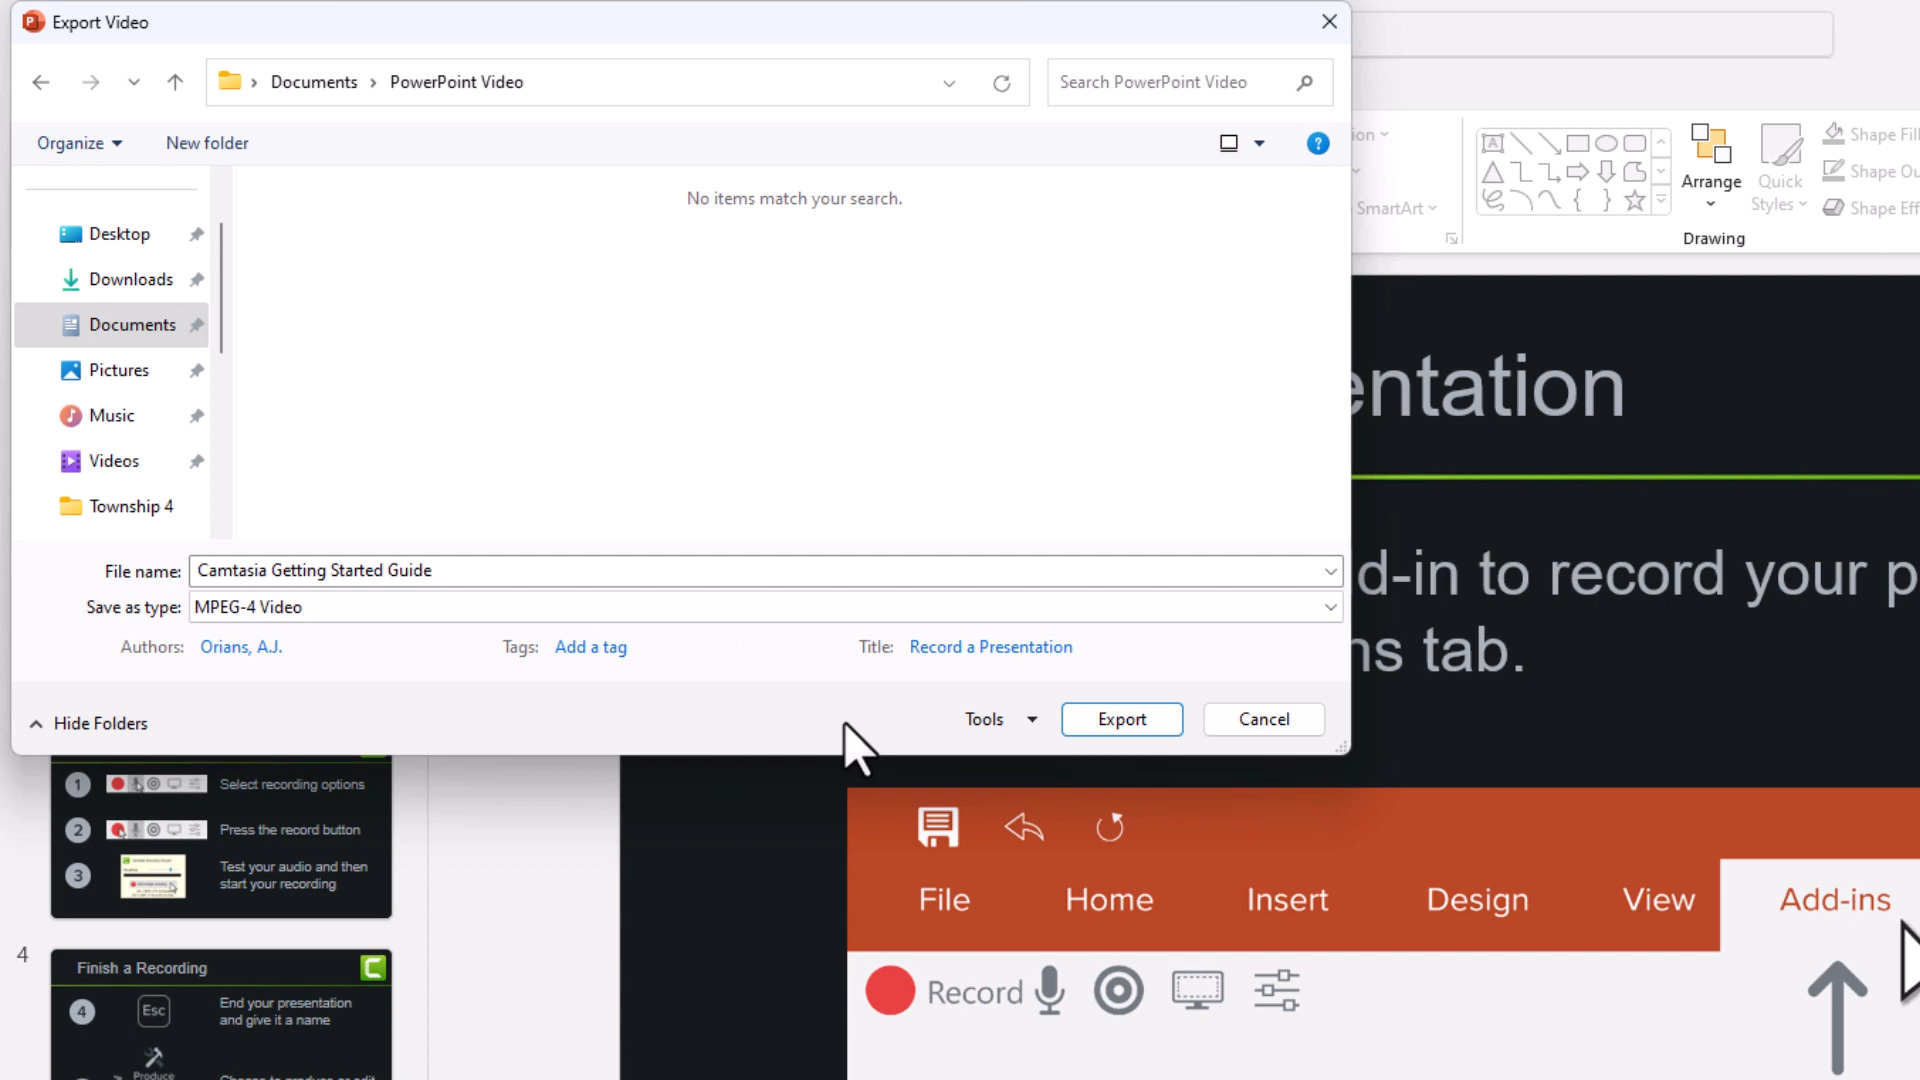 Export Video
Documents PowerPoint Video
Search PowerPoint Video
Organize
New folder
No items match your search.
Desktop
Downloads
Documents
Pictures
Music
Videos
Township 4
File name: Camtasia Getting Started Guide
Save as type: MPEG-4 Video
Authors: Orians, A.J.
Tags: Add a tag
Title: Record a Presentation
Hide Folders
Tools
Export
Cancel
SmartArt
Arrange
Quick
Styles
Shape Fill
Shape Ou
Shape Eff
Drawing
entation
d-in to record your p
ns tab.
1
Select recording options
2
Press the record button
3
Test your audio and then
start your recording
4
Finish a Recording
4
Esc
End your presentation
and give it a name
Produce
File
Home
Insert
Design
View
Add-ins
Record